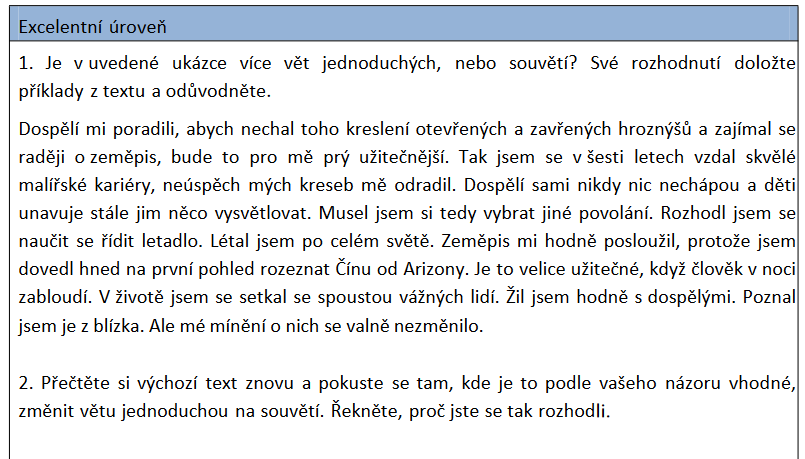 Excelentní úroveň
1. Je v uvedené ukázce více vět jednoduchých, nebo souvětí? Své rozhodnutí doložte
příklady z textu a odůvodněte.
Dospělí mi poradili, abych nechal toho kreslení otevřených a zavřených hroznýšů a zajímal se
raději o zeměpis, bude to pro mě prý užitečnější. Tak jsem se v šesti letech vzdal skvělé
malířské kariéry, neúspěch mých kreseb mě odradil. Dospělí sami nikdy nic nechápou a děti
unavuje stále jim něco vysvětlovat. Musel jsem si tedy vybrat jiné povolání. Rozhodl jsem se
naučit se řídit letadlo. Létal jsem po celém světě. Zeměpis mi hodně posloužil, protože jsem
dovedl hned na první pohled rozeznat Čínu od Arizony. Je to velice užitečné, když člověk v noci
zabloudí. V životě jsem se setkal se spoustou vážných lidí. Žil jsem hodně s dospělými. Poznal
jsem je z blízka. Ale mé mínění o nich se valně nezměnilo.
2. Přečtěte si výchozí text znovu a pokuste se tam, kde je to podle vašeho názoru vhodné,
změnit větu jednoduchou na souvětí. Řekněte, proč jste se tak rozhodli.